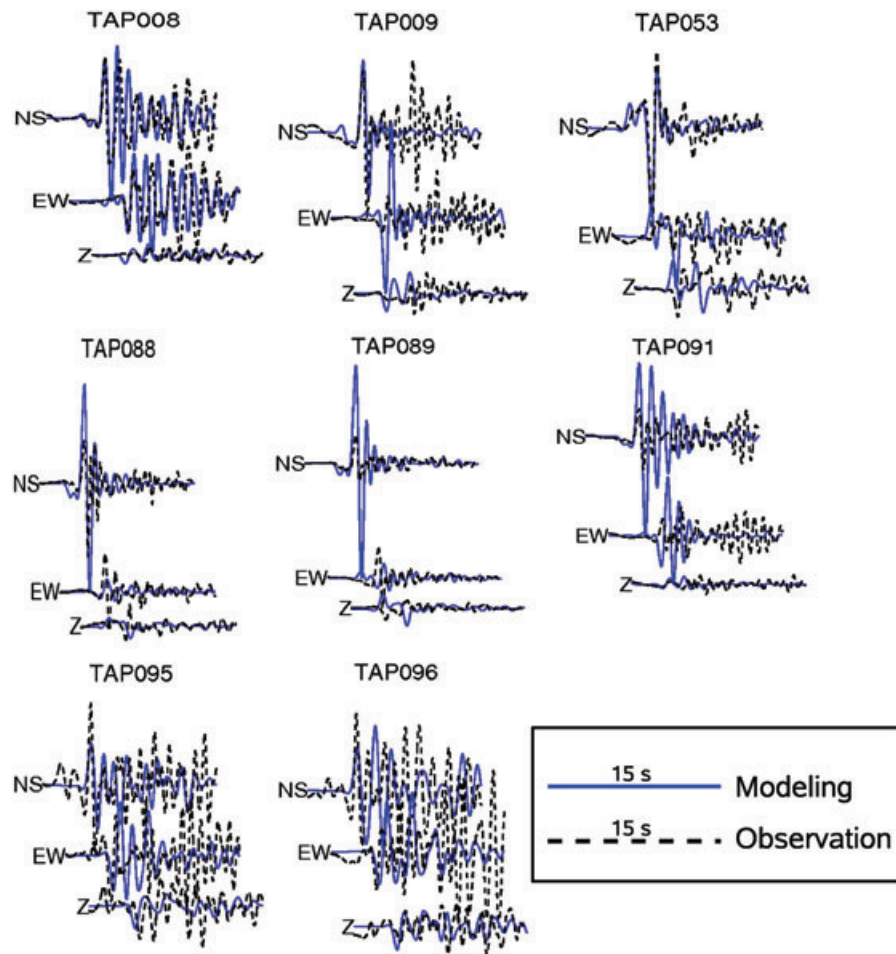 TAP008
TAP009
TAP053
NS
NS
NS
EW
EW
EW
Z
Z
Z
TAP088
TAP089
TAP091
NS
NS
NS
EW
EW
EW
Z
Z
Z
TAP095
TAP096
NS
NS
EW
EW
Z
Z
15 s Modeling
15 s Observation